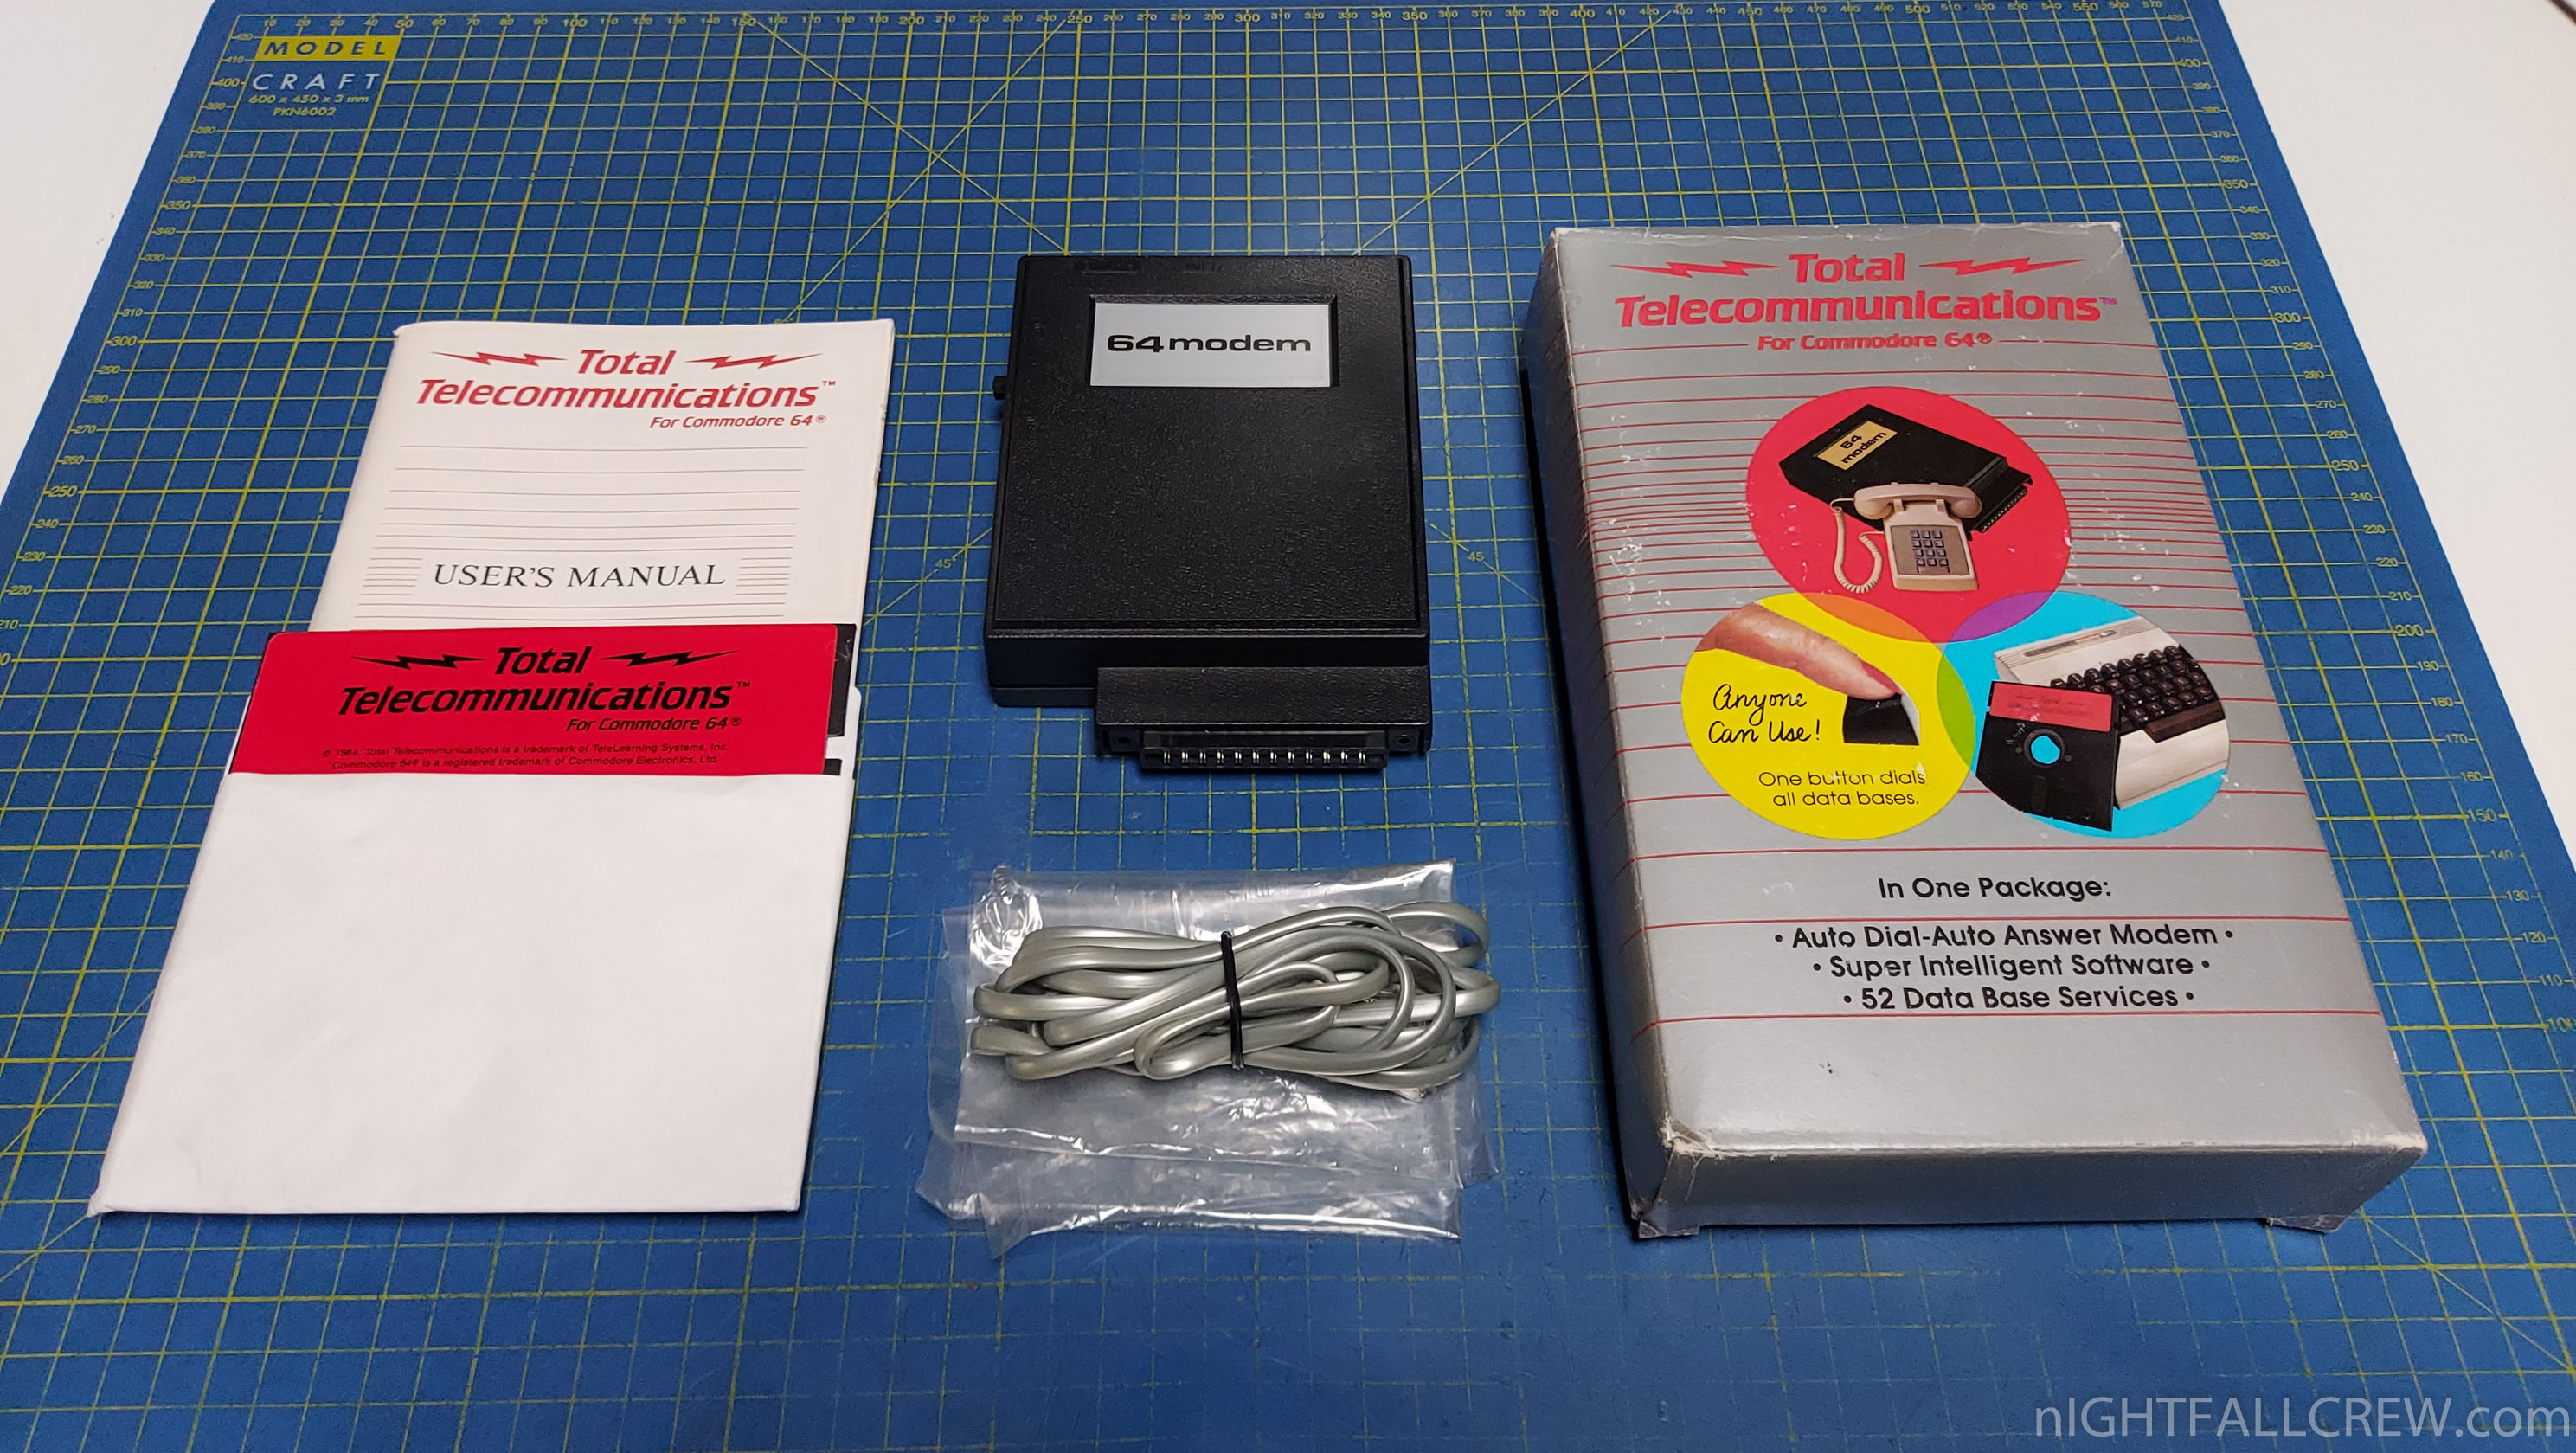 MODEL
CRAFT
600 x 450 x 3 mm
PKN6002
Total
Telecommunications™
For Commodore 64®
USER'S MANUAL
Total
Telecommunications™
For Commodore 64®
© 1984, Total Telecommunications is a trademark of TeleLearning Systems, Inc.
Commodore 64® is a registered trademark of Commodore Electronics, Ltd.
64modem
Total
Telecommunications™
For Commodore 64®
64
modem
Anyone
Can Use!
One button dials
all data bases.
In One Package:
• Auto Dial-Auto Answer Modem •
• Super Intelligent Software •
• 52 Data Base Services •
45°
45°
nIGHTFALLCREW.com